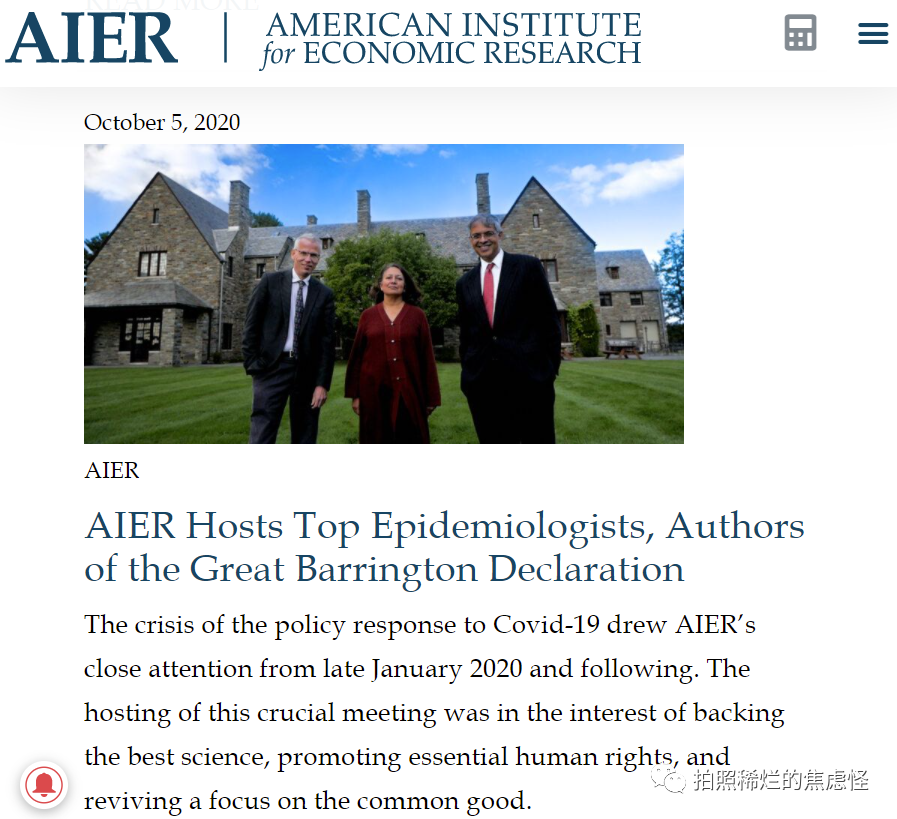 READ MORE
AIER
AMERICAN INSTITUTE
for ECONOMIC RESEARCH
October 5, 2020
AIER
AIER Hosts Top Epidemiologists, Authors
of the Great Barrington Declaration
The crisis of the policy response to Covid-19 drew AIER’s
close attention from late January 2020 and following. The
hosting of this crucial meeting was in the interest of backing
the best science, promoting essential human rights, and
reviving a focus on the common good.
拍照稀烂的焦虑怪